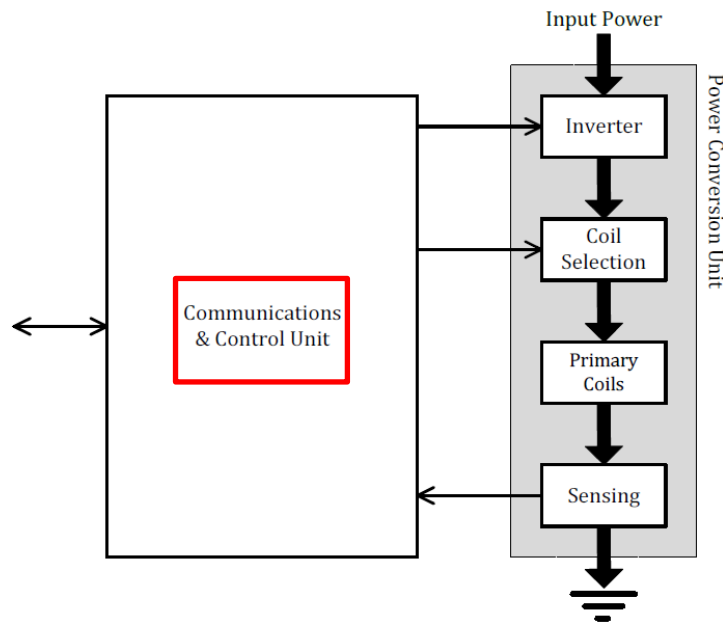 Input Power
Power Conversion Unit
Inverter
Coil
Selection
Communications
& Control Unit
Primary
Coils
Sensing